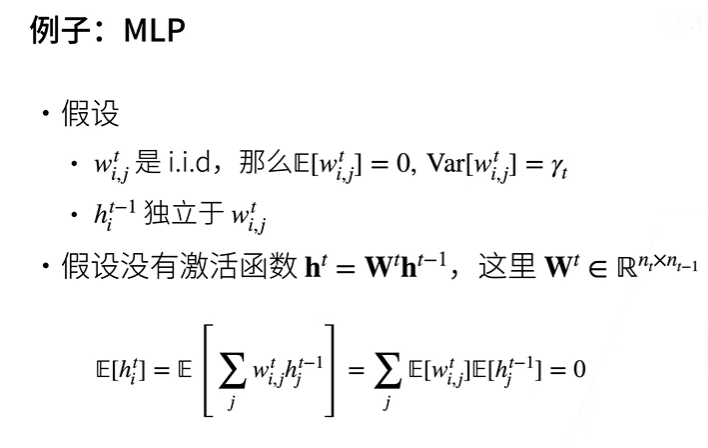 例子：MLP
• 假设
• $w_{i,j}^t$ 是 i.i.d，那么$\mathbb{E}[w_{i,j}^t] = 0, \text{Var}[w_{i,j}^t] = \gamma_t$
• $h_i^{t-1}$ 独立于 $w_{i,j}^t$
• 假设没有激活函数 $\mathbf{h}^t = \mathbf{W}^t\mathbf{h}^{t-1}$，这里 $\mathbf{W}^t \in \mathbb{R}^{n_t \times n_{t-1}}$
$\mathbb{E}[h_i^t] = \mathbb{E}\left[\sum_j w_{i,j}^t h_j^{t-1}\right] = \sum_j \mathbb{E}[w_{i,j}^t]\mathbb{E}[h_j^{t-1}] = 0$